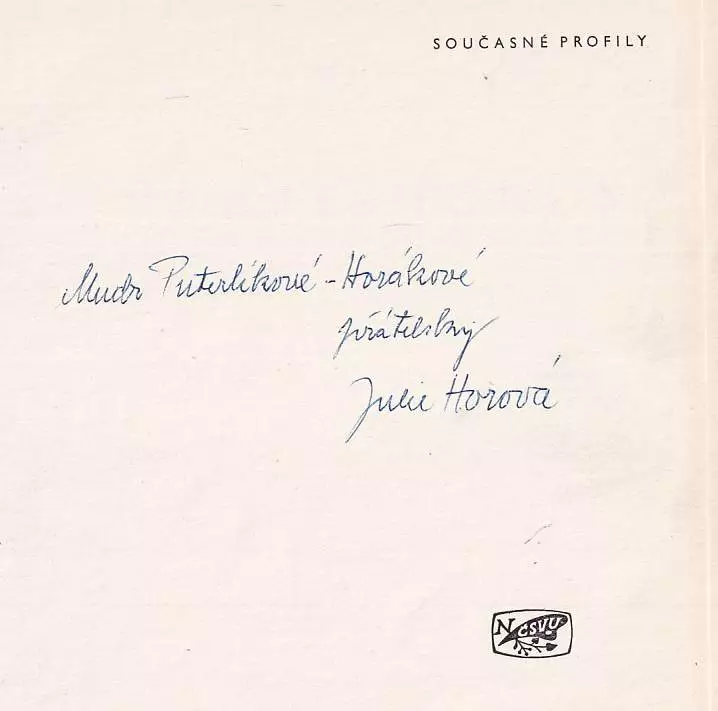 SOUČASNÉ PROFILY
Mudr Puterlíkové - Horákové
přátelsky
Julie Horová
NČSVU